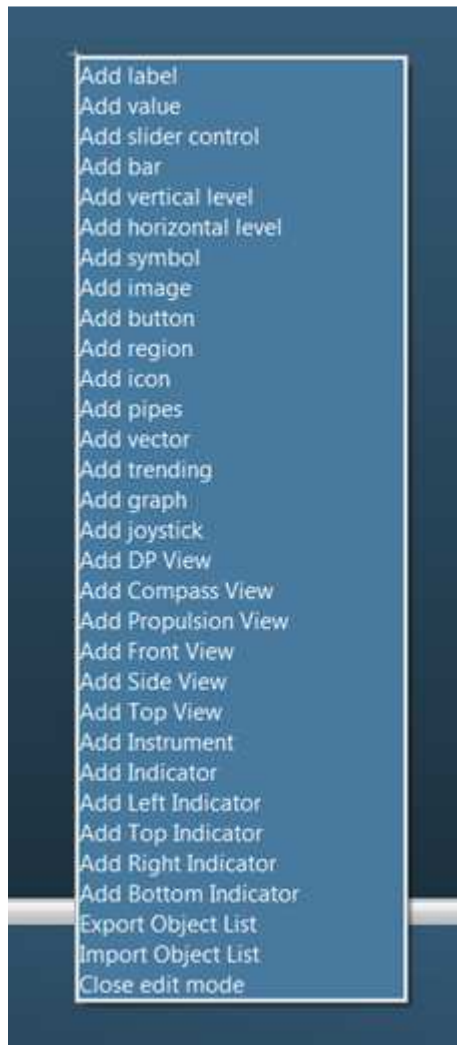 Add label
Add value
Add slider control
Add bar
Add vertical level
Add horizontal level
Add symbol
Add image
Add button
Add region
Add icon
Add pipes
Add vector
Add trending
Add graph
Add joystick
Add DP View
Add Compass View
Add Propulsion View
Add Front View
Add Side View
Add Top View
Add Instrument
Add Indicator
Add Left Indicator
Add Top Indicator
Add Right Indicator
Add Bottom Indicator
Export Object List
Import Object List
Close edit mode